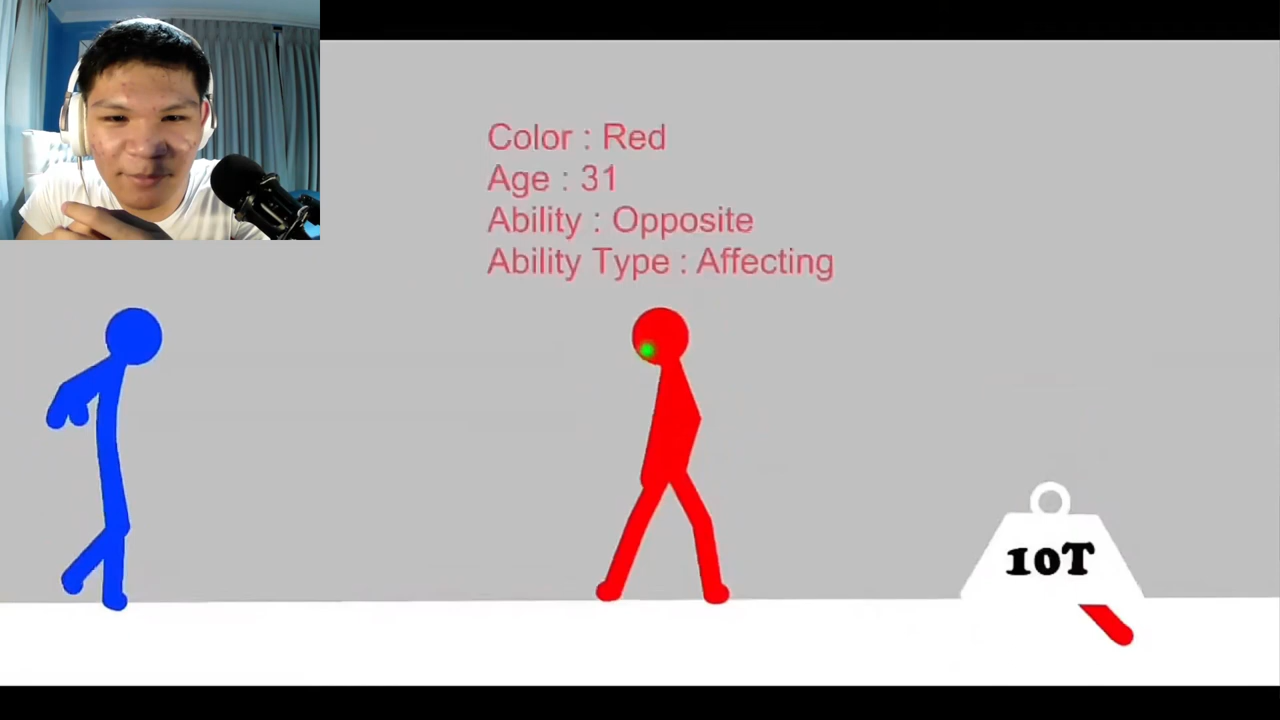 Color : Red
Age : 31
Ability : Opposite
Ability Type : Affecting
10T